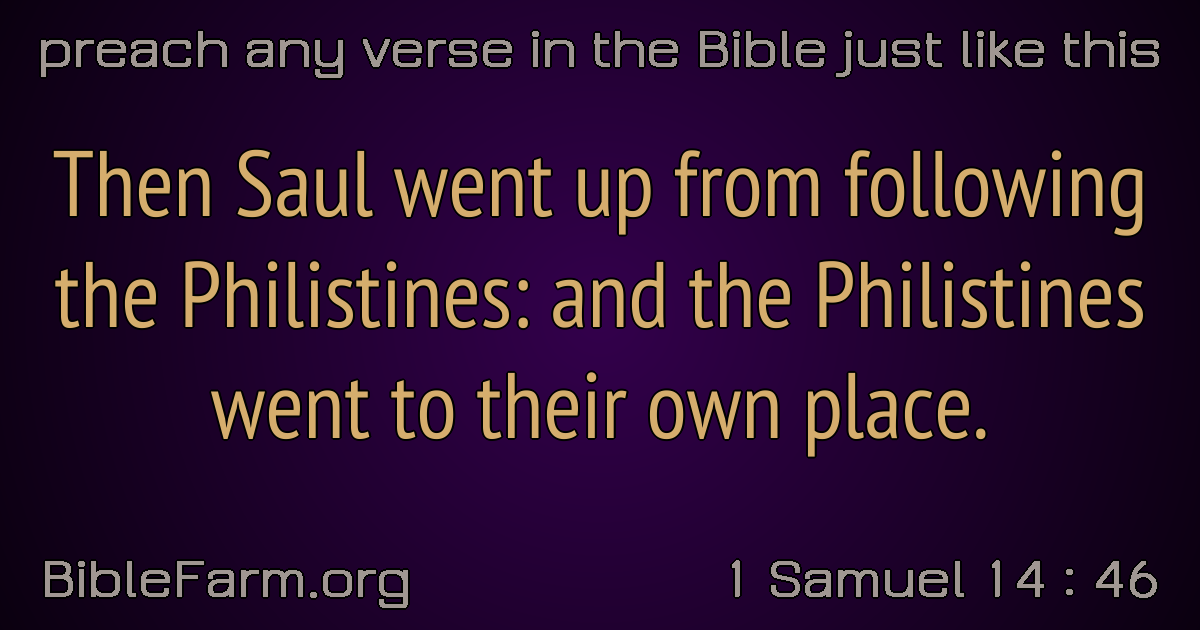 preach any verse in the Bible just like this
Then Saul went up from following
the Philistines: and the Philistines
went to their own place.
BibleFarm.org
1 Samuel 14 : 46